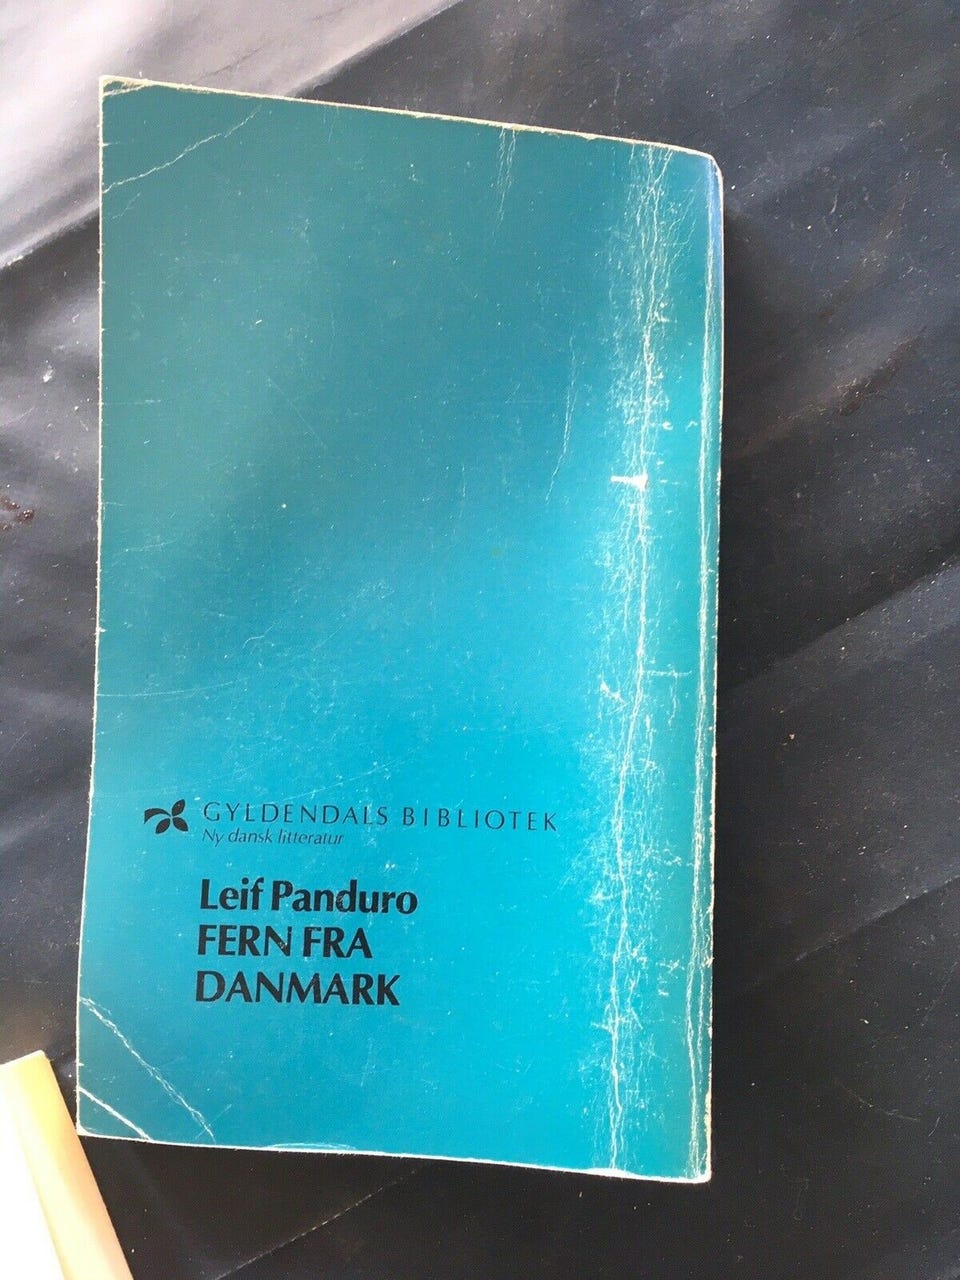 GYLDENDALS BIBLIOTEK
Ny dansk litteratur
Leif Panduro
FERN FRA
DANMARK